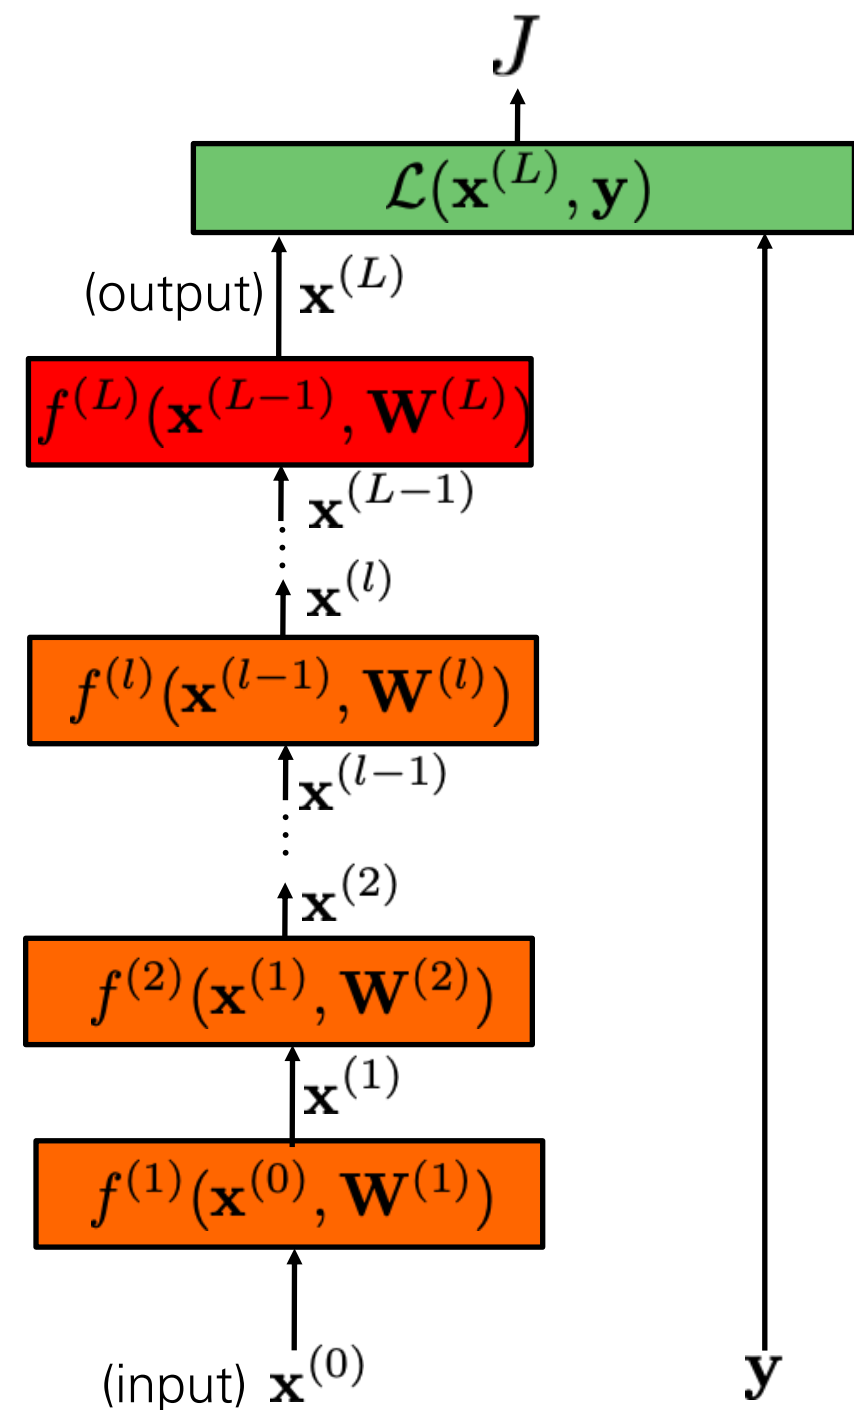 J
ℒ(𝐱^(L), 𝐲)
(output) 𝐱^(L)
f^(L)(𝐱^(L−1), 𝐖^(L))
𝐱^(L−1)
⋮
𝐱^(l)
f^(l)(𝐱^(l−1), 𝐖^(l))
𝐱^(l−1)
⋮
𝐱^(2)
f^(2)(𝐱^(1), 𝐖^(2))
𝐱^(1)
f^(1)(𝐱^(0), 𝐖^(1))
(input) 𝐱^(0) 𝐲